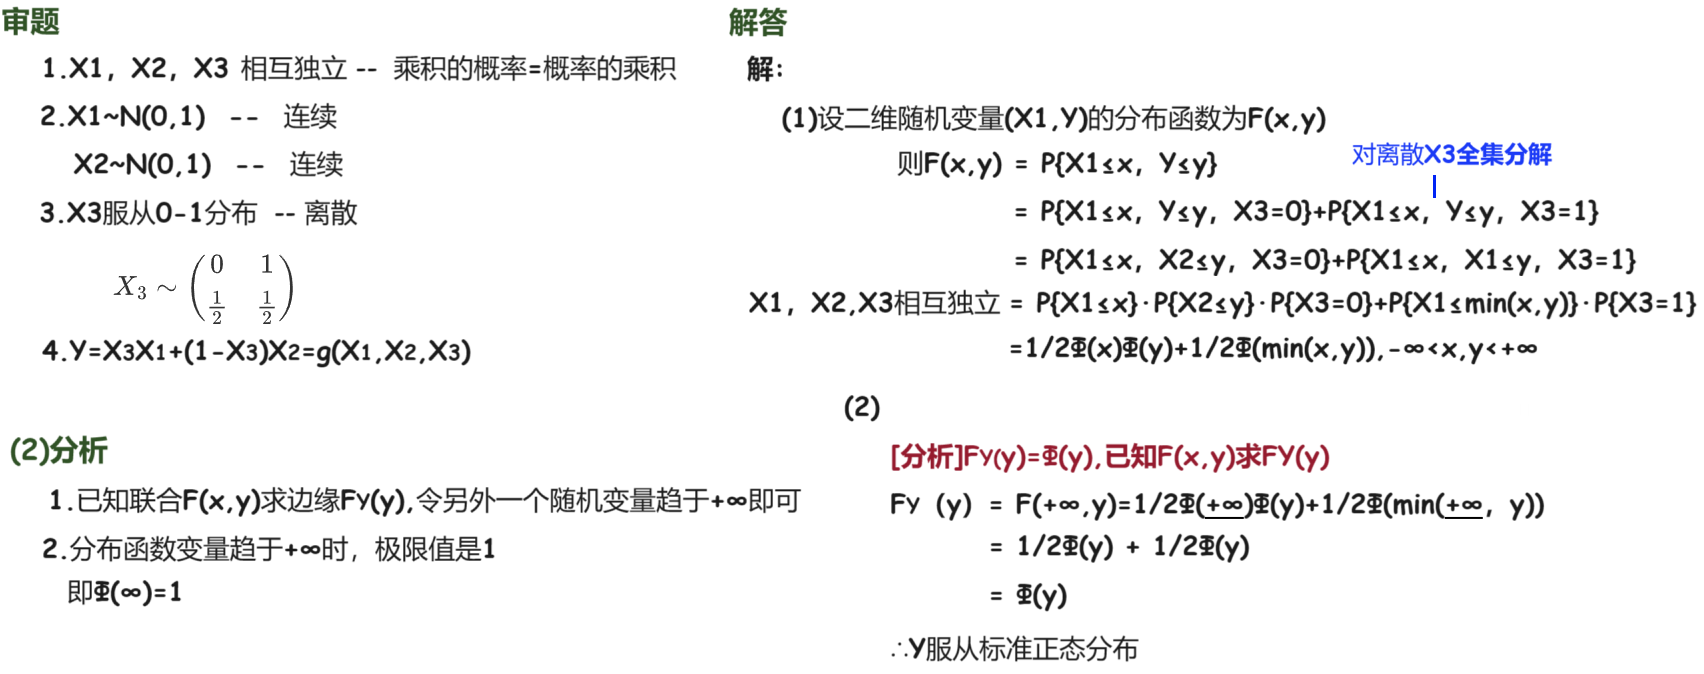 审题
1.X1，X2，X3 相互独立 -- 乘积的概率=概率的乘积
2.X1~N(0,1) -- 连续
X2~N(0,1) -- 连续
3.X3服从0-1分布 -- 离散
X₃ ~ ( 0 1
1/2 1/2 )
4.Y=X3X1+(1-X3)X2=g(X1,X2,X3)
(2)分析
1.已知联合F(x,y)求边缘FY(y),令另外一个随机变量趋于+∞即可
2.分布函数变量趋于+∞时，极限值是1
即Φ(∞)=1
解答
解：
(1)设二维随机变量(X1,Y)的分布函数为F(x,y)
则F(x,y) = P{X1≤x，Y≤y}
对离散X3全集分解
= P{X1≤x，Y≤y，X3=0}+P{X1≤x，Y≤y，X3=1}
= P{X1≤x，X2≤y，X3=0}+P{X1≤x，X1≤y，X3=1}
X1，X2,X3相互独立 = P{X1≤x}·P{X2≤y}·P{X3=0}+P{X1≤min(x,y)}·P{X3=1}
=1/2Φ(x)Φ(y)+1/2Φ(min(x,y)),-∞<x,y<+∞
(2)
[分析]FY(y)=Φ(y),已知F(x,y)求FY(y)
FY (y) = F(+∞,y)=1/2Φ(+∞)Φ(y)+1/2Φ(min(+∞，y))
= 1/2Φ(y) + 1/2Φ(y)
= Φ(y)
∴Y服从标准正态分布